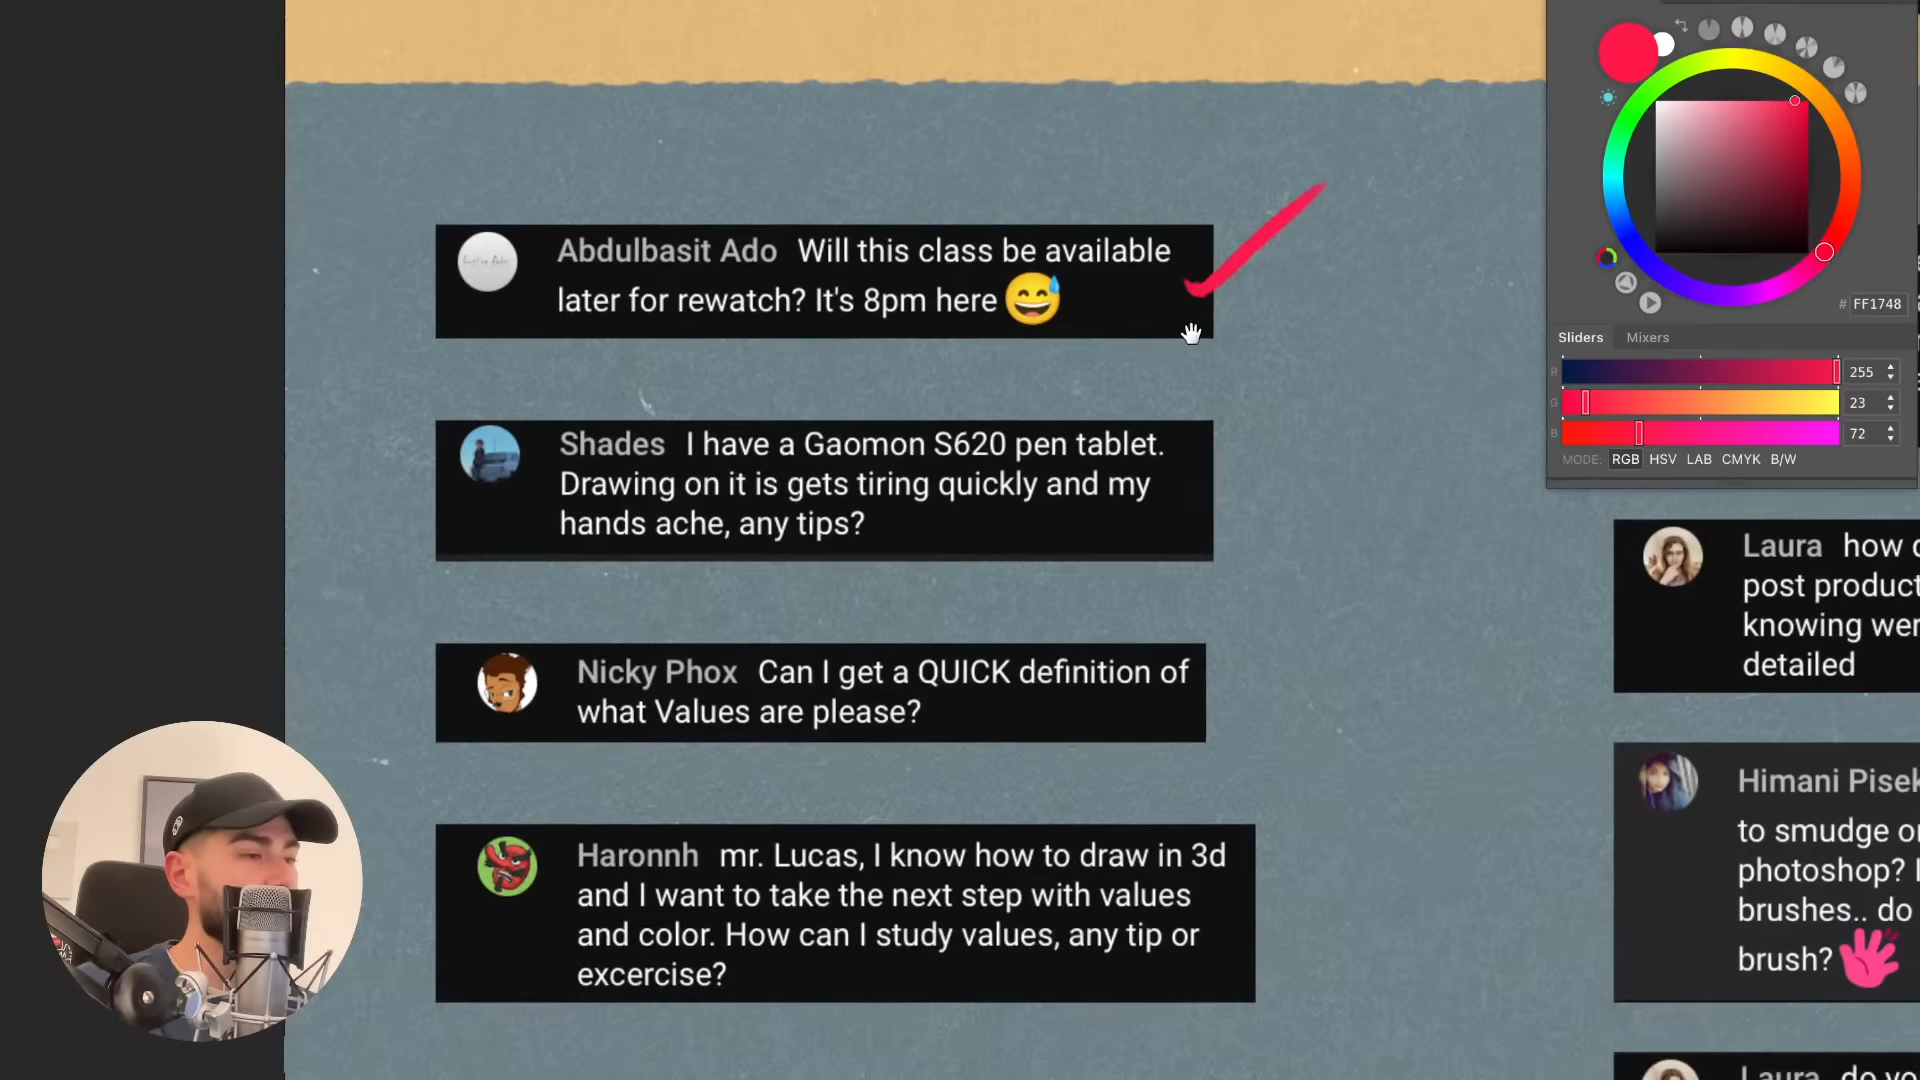 Abdulbasit Ado Will this class be available
later for rewatch? It's 8pm here 😅
Shades I have a Gaomon S620 pen tablet.
Drawing on it is gets tiring quickly and my
hands ache, any tips?
Nicky Phox Can I get a QUICK definition of
what Values are please?
Haronnh mr. Lucas, I know how to draw in 3d
and I want to take the next step with values
and color. How can I study values, any tip or
excercise?
# FF1748
Sliders Mixers
R 255
G 23
B 72
MODE: RGB HSV LAB CMYK B/W
Laura how
post product
knowing wer
detailed
Himani Pisek
to smudge
photoshop?
brushes.. do
brush?
Laura do